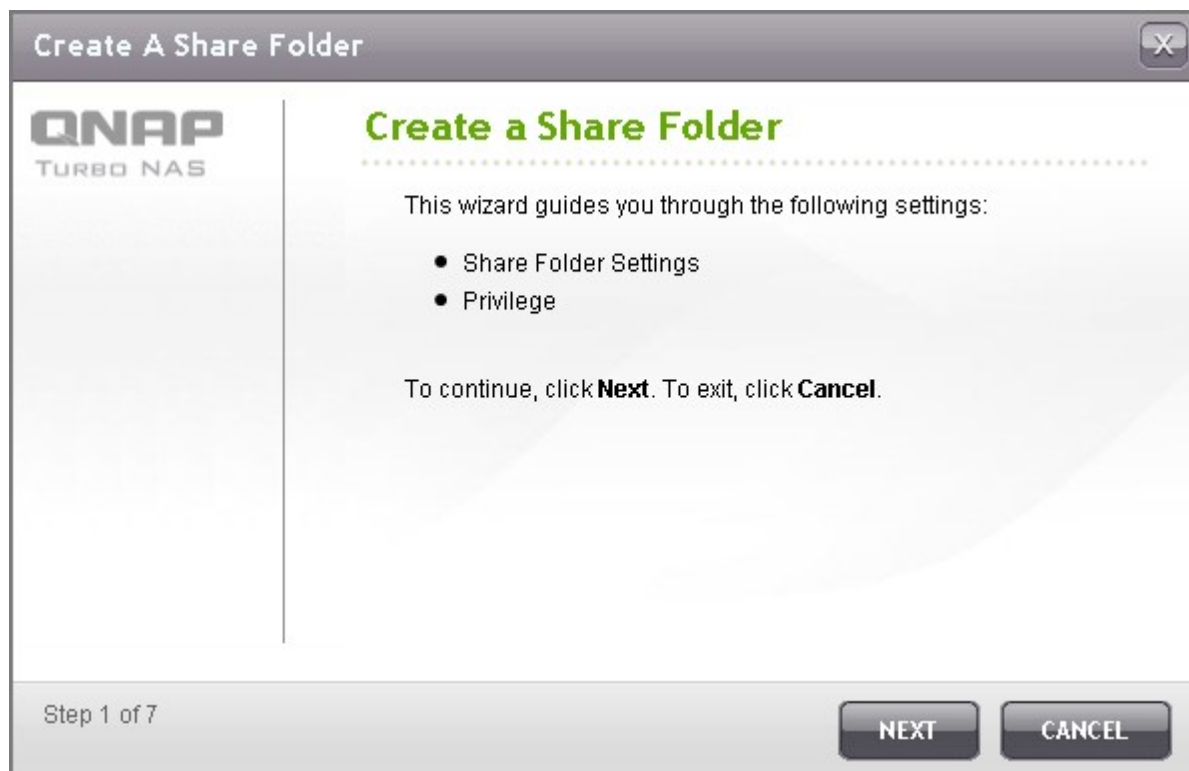 Create A Share Folder
X
QNAP
TURBO NAS
Create a Share Folder
This wizard guides you through the following settings:
• Share Folder Settings
• Privilege
To continue, click Next. To exit, click Cancel.
Step 1 of 7
NEXT
CANCEL